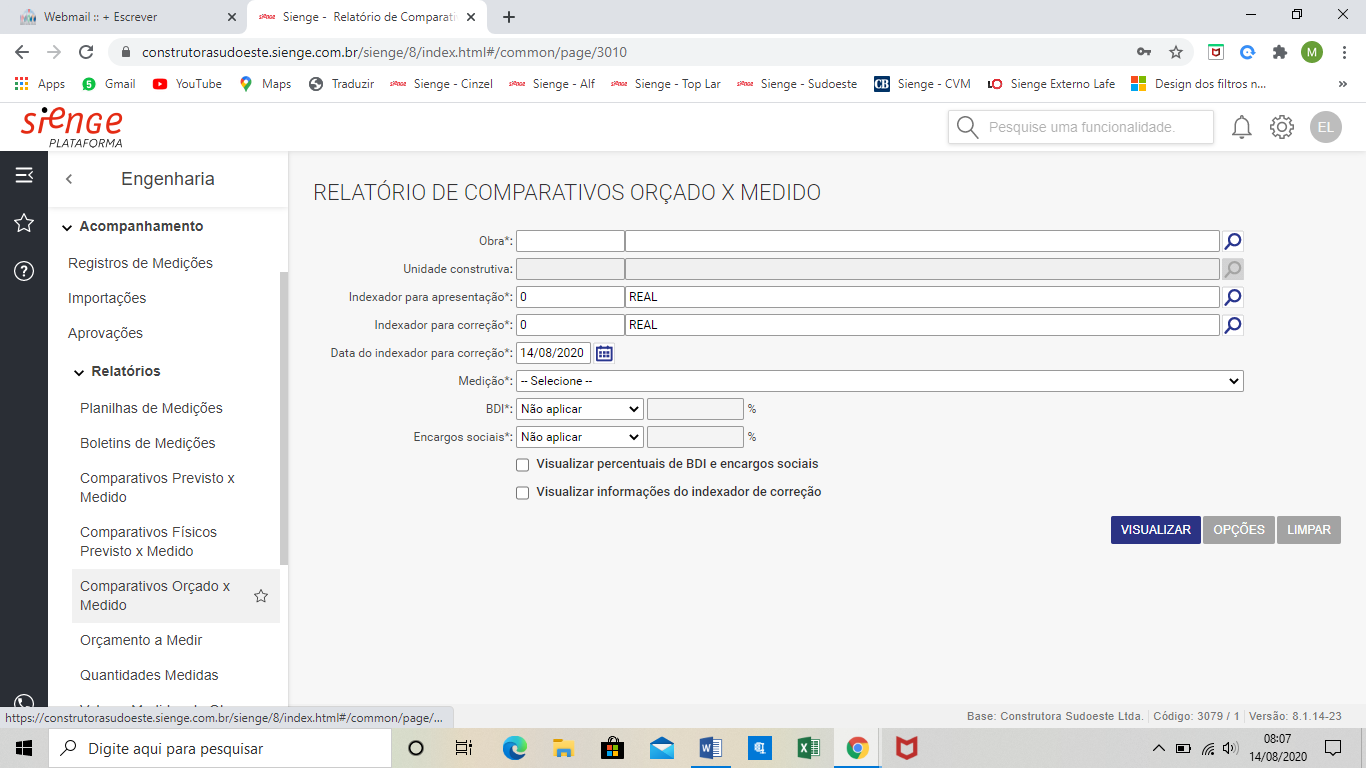 Webmail :: + Escrever
Sienge - Relatório de Comparati
construtorasudoeste.sienge.com.br/sienge/8/index.html#/common/page/3010
M
Apps
Gmail
YouTube
Maps
Traduzir
Sienge - Cinzel
Sienge - Alf
Sienge - Top Lar
Sienge - Sudoeste
Sienge - CVM
Sienge Externo Lafe
Design dos filtros n...
»
sienge
PLATAFORMA
Pesquise uma funcionalidade.
EL
Engenharia
Acompanhamento
Registros de Medições
Importações
Aprovações
Relatórios
Planilhas de Medições
Boletins de Medições
Comparativos Previsto x
Medido
Comparativos Físicos
Previsto x Medido
Comparativos Orçado x
Medido
Orçamento a Medir
Quantidades Medidas
RELATÓRIO DE COMPARATIVOS ORÇADO X MEDIDO
Obra*:
Unidade construtiva:
Indexador para apresentação*: 0 REAL
Indexador para correção*: 0 REAL
Data do indexador para correção*: 14/08/2020
Medição*: -- Selecione --
BDI*: Não aplicar %
Encargos sociais*: Não aplicar %
Visualizar percentuais de BDI e encargos sociais
Visualizar informações do indexador de correção
VISUALIZAR OPÇÕES LIMPAR
https://construtorasudoeste.sienge.com.br/sienge/8/index.html#/common/page/...
Base: Construtora Sudoeste Ltda. Código: 3079 / 1 Versão: 8.1.14-23
Digite aqui para pesquisar
08:07
14/08/2020